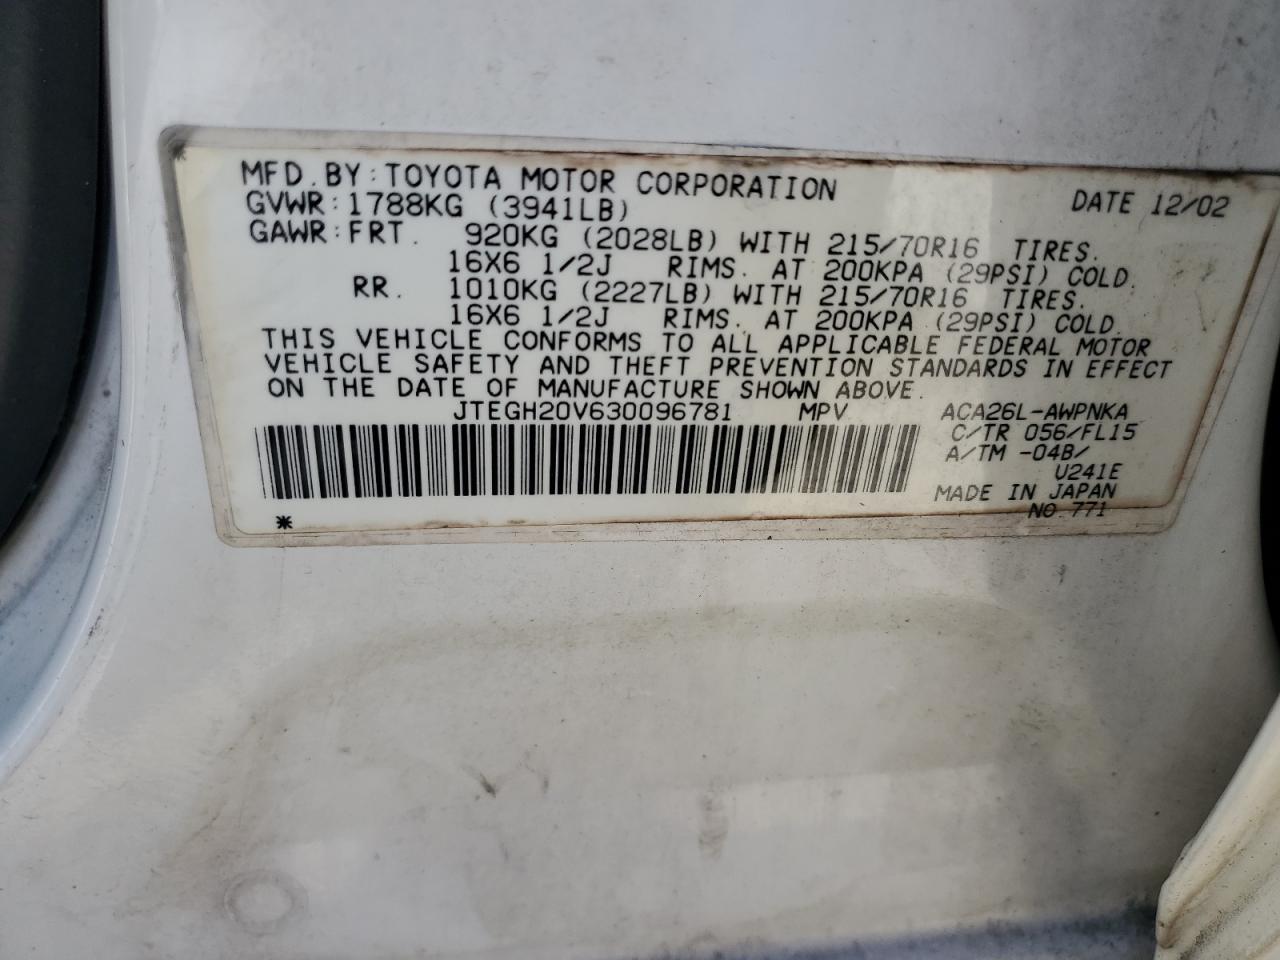 MFD. BY: TOYOTA MOTOR CORPORATION DATE 12/02
GVWR: 1788KG (3941LB)
GAWR: FRT. 920KG (2028LB) WITH 215/70R16 TIRES.
16X6 1/2J RIMS. AT 200KPA (29PSI) COLD.
RR. 1010KG (2227LB) WITH 215/70R16 TIRES.
16X6 1/2J RIMS. AT 200KPA (29PSI) COLD.
THIS VEHICLE CONFORMS TO ALL APPLICABLE FEDERAL MOTOR
VEHICLE SAFETY AND THEFT PREVENTION STANDARDS IN EFFECT
ON THE DATE OF MANUFACTURE SHOWN ABOVE.
JTEGH20V630096781 MPV ACA26L-AWPNKA
C/TR 056/FL15
A/TM -04B/
U241E
MADE IN JAPAN
NO. 771